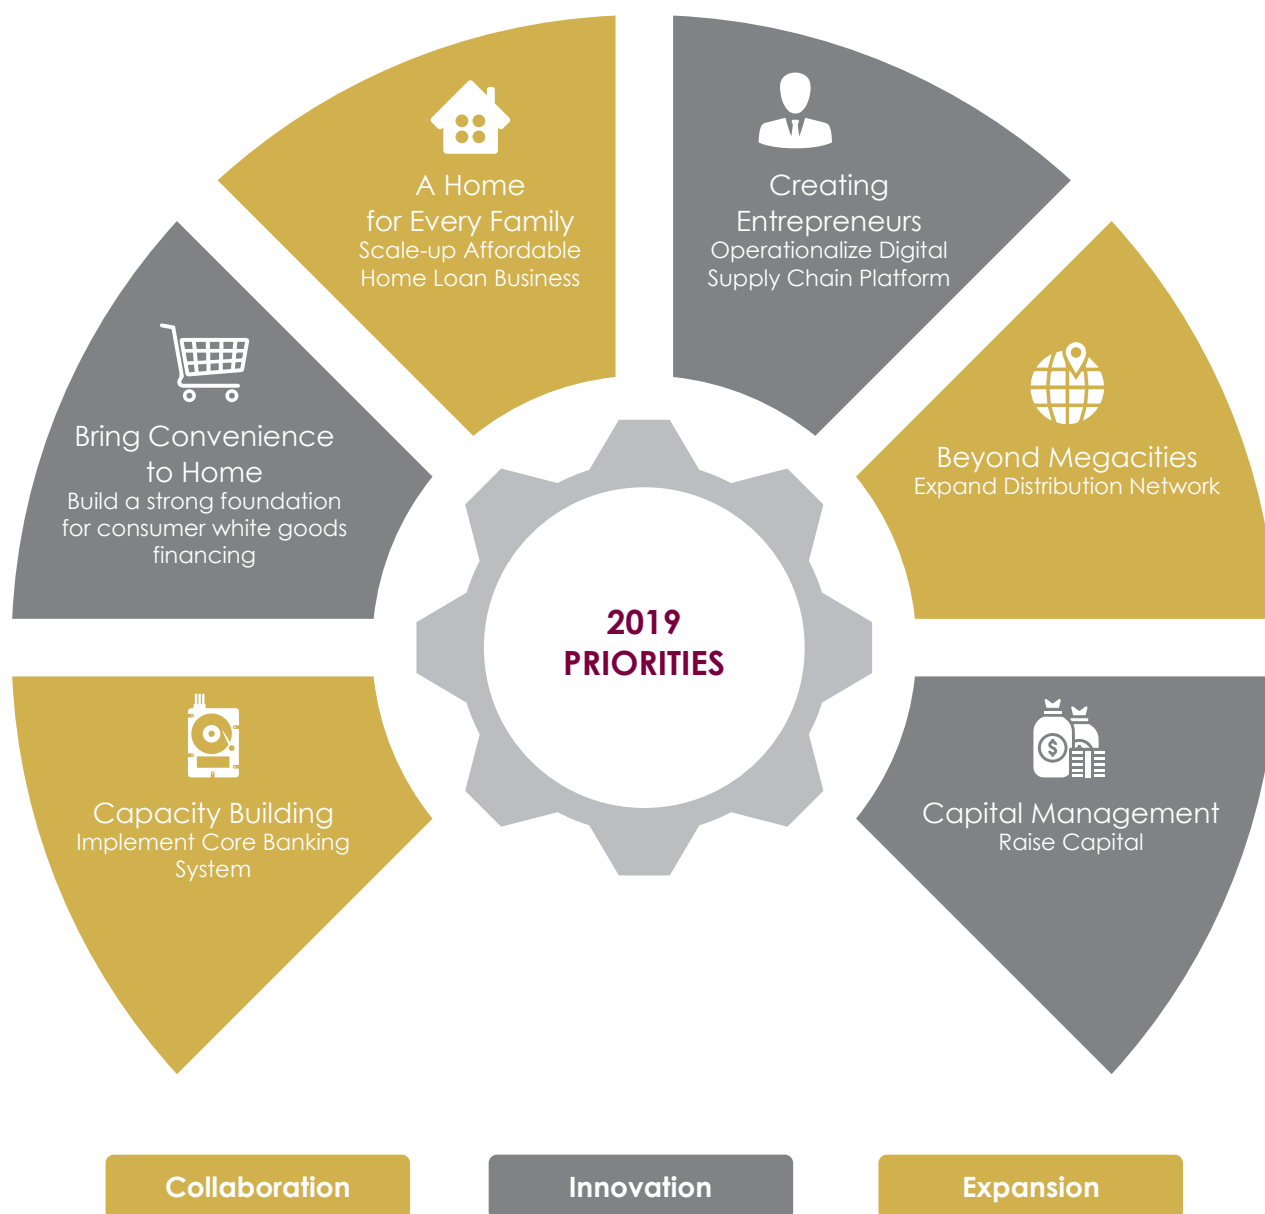 A Home
for Every Family
Scale-up Affordable
Home Loan Business
Creating
Entrepreneurs
Operationalize Digital
Supply Chain Platform
Bring Convenience
to Home
Build a strong foundation
for consumer white goods
financing
Beyond Megacities
Expand Distribution Network
2019
PRIORITIES
Capacity Building
Implement Core Banking
System
Capital Management
Raise Capital
Collaboration
Innovation
Expansion